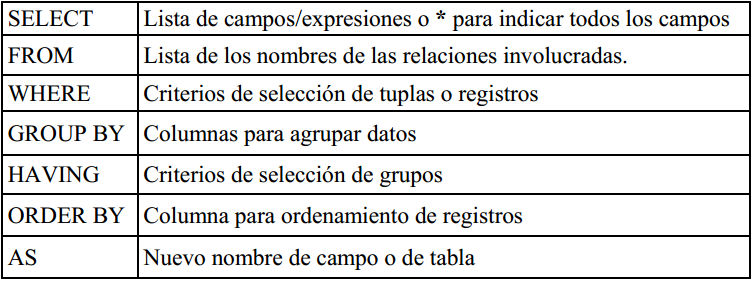 SELECT Lista de campos/expresiones o * para indicar todos los campos
FROM Lista de los nombres de las relaciones involucradas.
WHERE Criterios de selección de tuplas o registros
GROUP BY Columnas para agrupar datos
HAVING Criterios de selección de grupos
ORDER BY Columna para ordenamiento de registros
AS Nuevo nombre de campo o de tabla